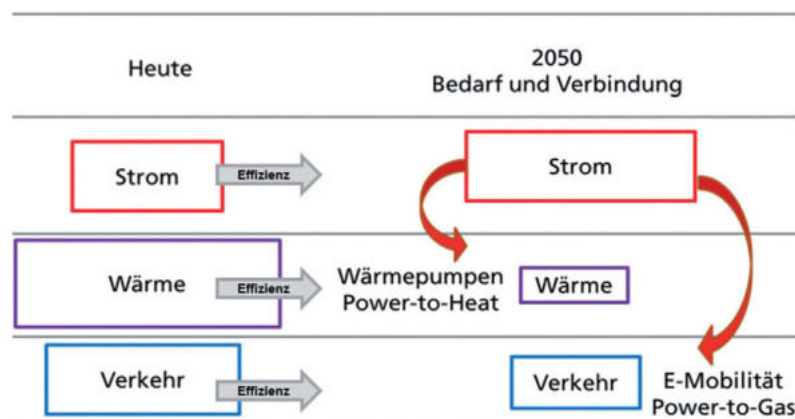 Heute
2050
Bedarf und Verbindung
Strom
Effizienz
Strom
Wärme
Effizienz
Wärmepumpen
Power-to-Heat
Wärme
Verkehr
Effizienz
Verkehr
E-Mobilität
Power-to-Gas